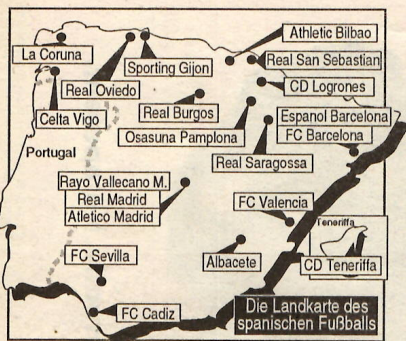 Athletic Bilbao
La Coruna
Sporting Gijon
Real San Sebastian
Real Oviedo
CD Logrones
Celta Vigo
Real Burgos
Espanol Barcelona
FC Barcelona
Osasuna Pamplona
Portugal
Real Saragossa
Rayo Vallecano M.
Real Madrid
Atletico Madrid
FC Valencia
Teneriffa
FC Sevilla
Albacete
CD Teneriffa
FC Cadiz
Die Landkarte des
spanischen Fußballs